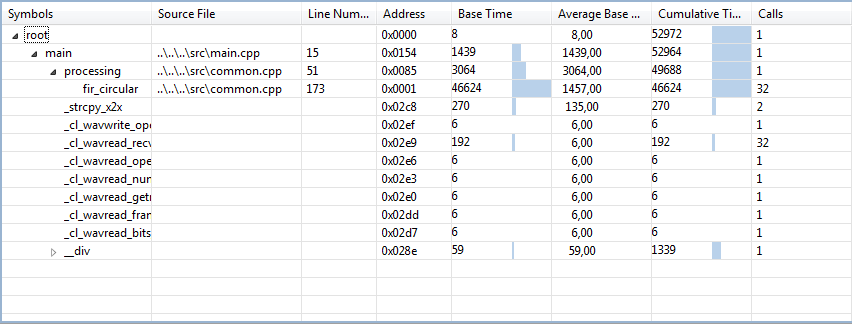 Symbols Source File Line Num... Address Base Time Average Base ... Cumulative Ti... Calls
root 0x0000 8 8,00 52972 1
main ..\..\..\src\main.cpp 15 0x0154 1439 1439,00 52964 1
processing ..\..\..\src\common.cpp 51 0x0085 3064 3064,00 49688 1
fir_circular ..\..\..\src\common.cpp 173 0x0001 46624 1457,00 46624 32
_strcpy_x2x 0x02c8 270 135,00 270 2
_cl_wavwrite_ope 0x02ef 6 6,00 6 1
_cl_wavread_recv 0x02e9 192 6,00 192 32
_cl_wavread_ope 0x02e6 6 6,00 6 1
_cl_wavread_num 0x02e3 6 6,00 6 1
_cl_wavread_getr 0x02e0 6 6,00 6 1
_cl_wavread_fran 0x02dd 6 6,00 6 1
_cl_wavread_bits 0x02d7 6 6,00 6 1
__div 0x028e 59 59,00 1339 1